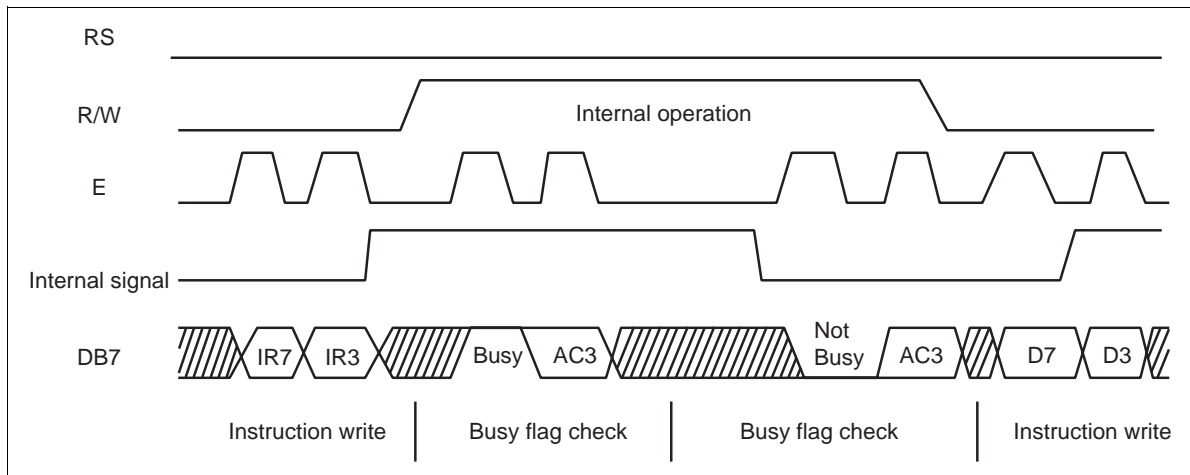 RS
R/W
Internal operation
E
Internal signal
DB7
IR7 IR3 Busy AC3 Not Busy AC3 D7 D3
Instruction write Busy flag check Busy flag check Instruction write